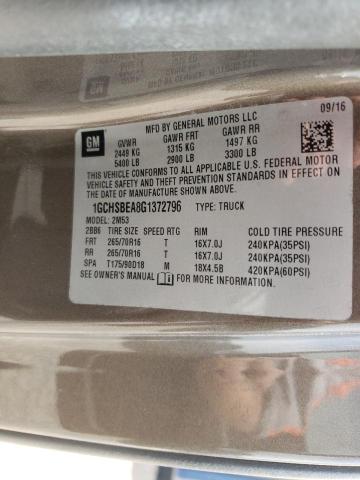 09/16
MFD BY GENERAL MOTORS LLC
GM
GVWR GAWR FRT GAWR RR
2449 KG 1315 KG 1497 KG
5400 LB 2900 LB 3300 LB
THIS VEHICLE CONFORMS TO ALL APPLICABLE U.S. FEDERAL MOTOR
VEHICLE SAFETY, BUMPER, AND THEFT PREVENTION STANDARDS IN EFFECT ON
THE DATE OF MANUFACTURE SHOWN ABOVE.
1GCHSBEA8G1372796 TYPE: TRUCK
MODEL: 2M53
2BB6 TIRE SIZE SPEED RTG RIM COLD TIRE PRESSURE
FRT 265/70R16 S 16X7.0J 240KPA(35PSI)
RR 265/70R16 S 16X7.0J 240KPA(35PSI)
SPA T175/90D18 M 18X4.5B 420KPA(60PSI)
SEE OWNER'S MANUAL FOR MORE INFORMATION